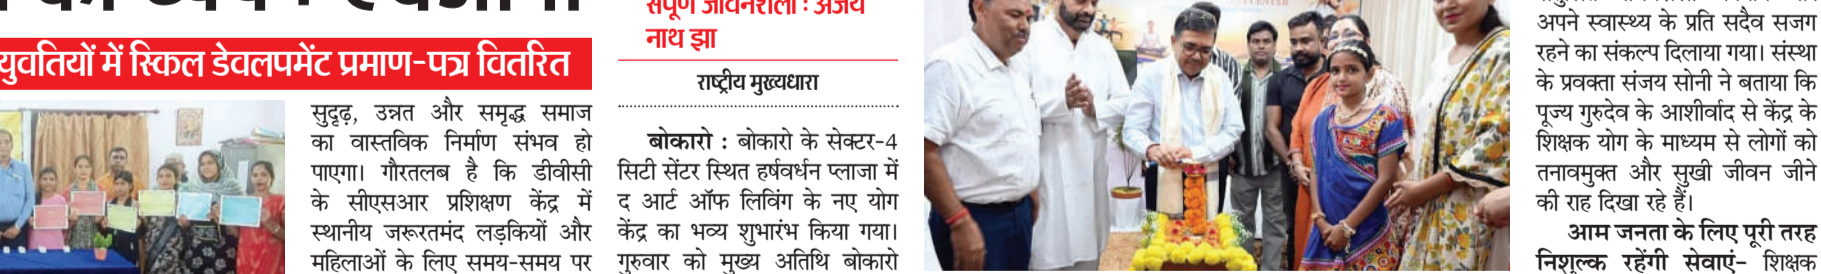 युवतियों में स्किल डेवलपमेंट प्रमाण-पत्र वितरित
सुदृढ़, उन्नत और समृद्ध समाज
का वास्तविक निर्माण संभव हो
पाएगा। गौरतलब है कि डीवीसी
के सीएसआर प्रशिक्षण केंद्र में
स्थानीय जरूरतमंद लड़कियों और
महिलाओं के लिए समय-समय पर
संपूर्ण जीवनशैली : अजय
नाथ झा
राष्ट्रीय मुख्यधारा
बोकारो : बोकारो के सेक्टर-4
सिटी सेंटर स्थित हर्षवर्धन प्लाजा में
द आर्ट ऑफ लिविंग के नए योग
केंद्र का भव्य शुभारंभ किया गया।
गुरुवार को मुख्य अतिथि बोकारो
CENTER
अपने स्वास्थ्य के प्रति सदैव सजग
रहने का संकल्प दिलाया गया। संस्था
के प्रवक्ता संजय सोनी ने बताया कि
पूज्य गुरुदेव के आशीर्वाद से केंद्र के
शिक्षक योग के माध्यम से लोगों को
तनावमुक्त और सुखी जीवन जीने
की राह दिखा रहे हैं।
आम जनता के लिए पूरी तरह
निशुल्क रहेंगी सेवाएं- शिक्षक